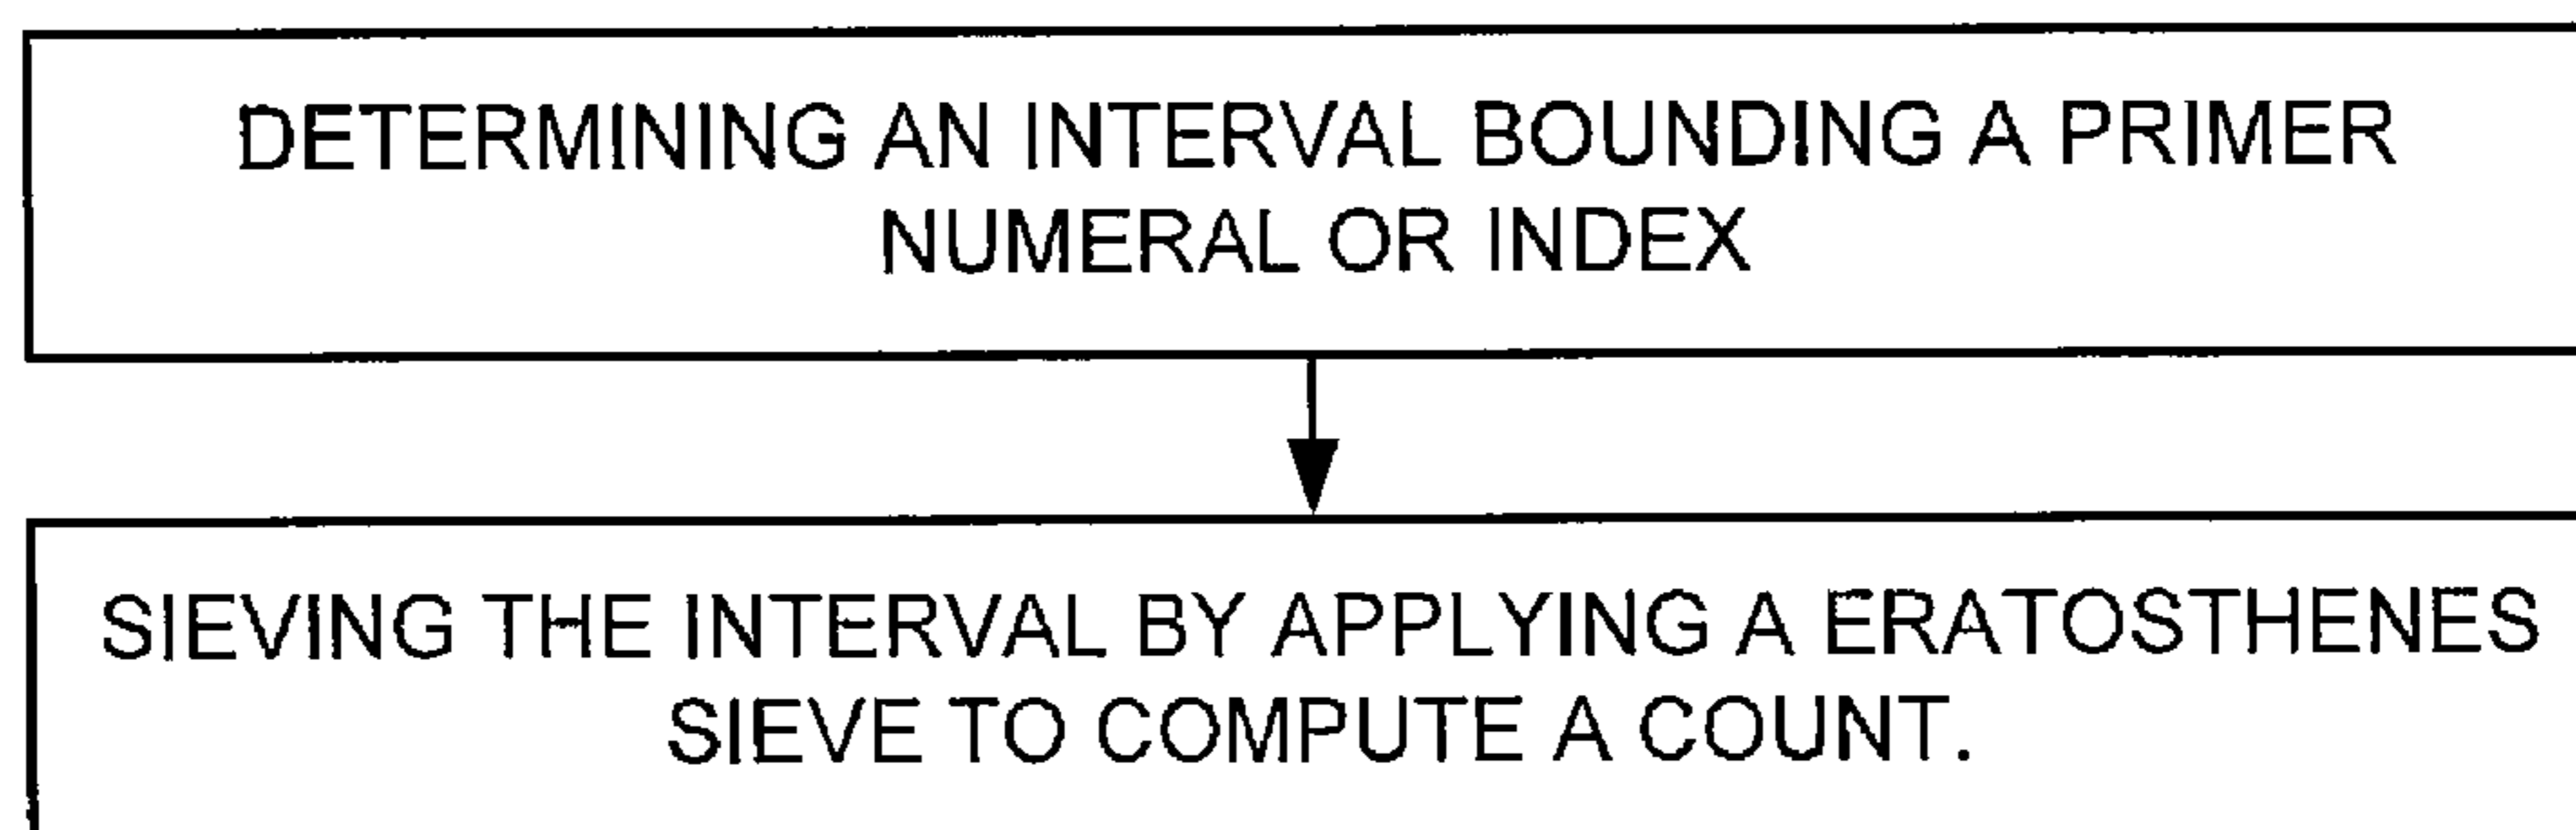 DETERMINING AN INTERVAL BOUNDING A PRIMER
NUMERAL OR INDEX
SIEVING THE INTERVAL BY APPLYING A ERATOSTHENES
SIEVE TO COMPUTE A COUNT.